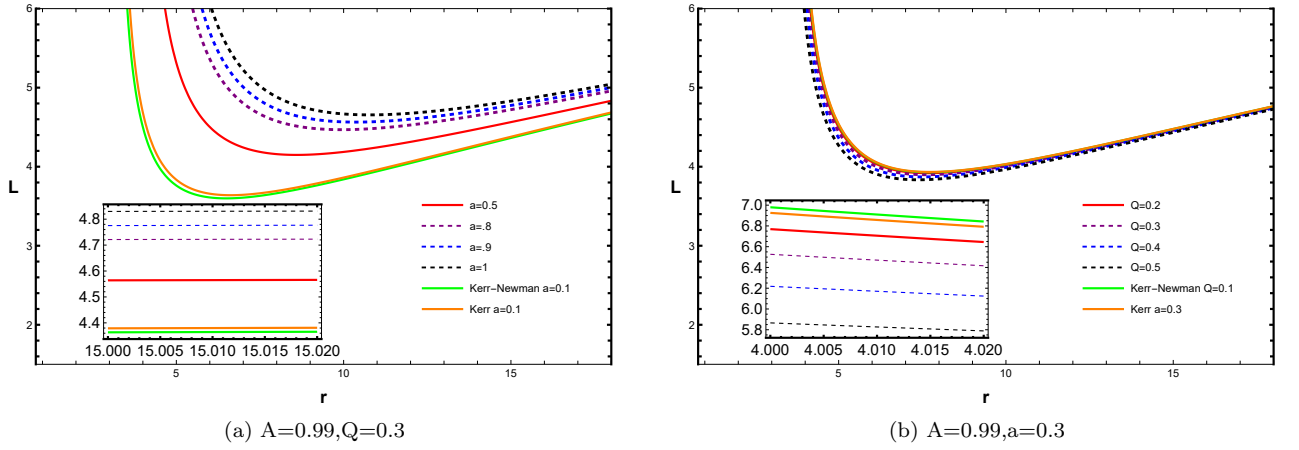 6
5
4
3
2
L
5
10
15
r
4.8
4.7
4.6
4.5
4.4
15.000
15.005
15.010
15.015
15.020
a=0.5
a=.8
a=.9
a=1
Kerr-Newman a=0.1
Kerr a=0.1
(a) A=0.99,Q=0.3
6
5
4
3
2
L
5
10
15
r
7.0
6.8
6.6
6.4
6.2
6.0
5.8
4.000
4.005
4.010
4.015
4.020
Q=0.2
Q=0.3
Q=0.4
Q=0.5
Kerr-Newman Q=0.1
Kerr a=0.3
(b) A=0.99,a=0.3